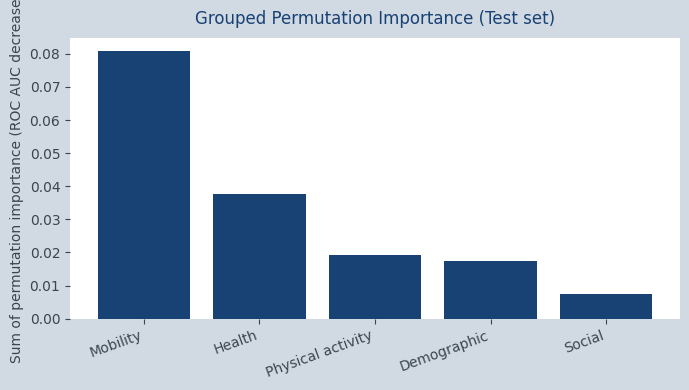 Grouped Permutation Importance (Test set)
Sum of permutation importance (ROC AUC decrease
0.08
0.07
0.06
0.05
0.04
0.03
0.02
0.01
0.00
Mobility
Health
Physical activity
Demographic
Social